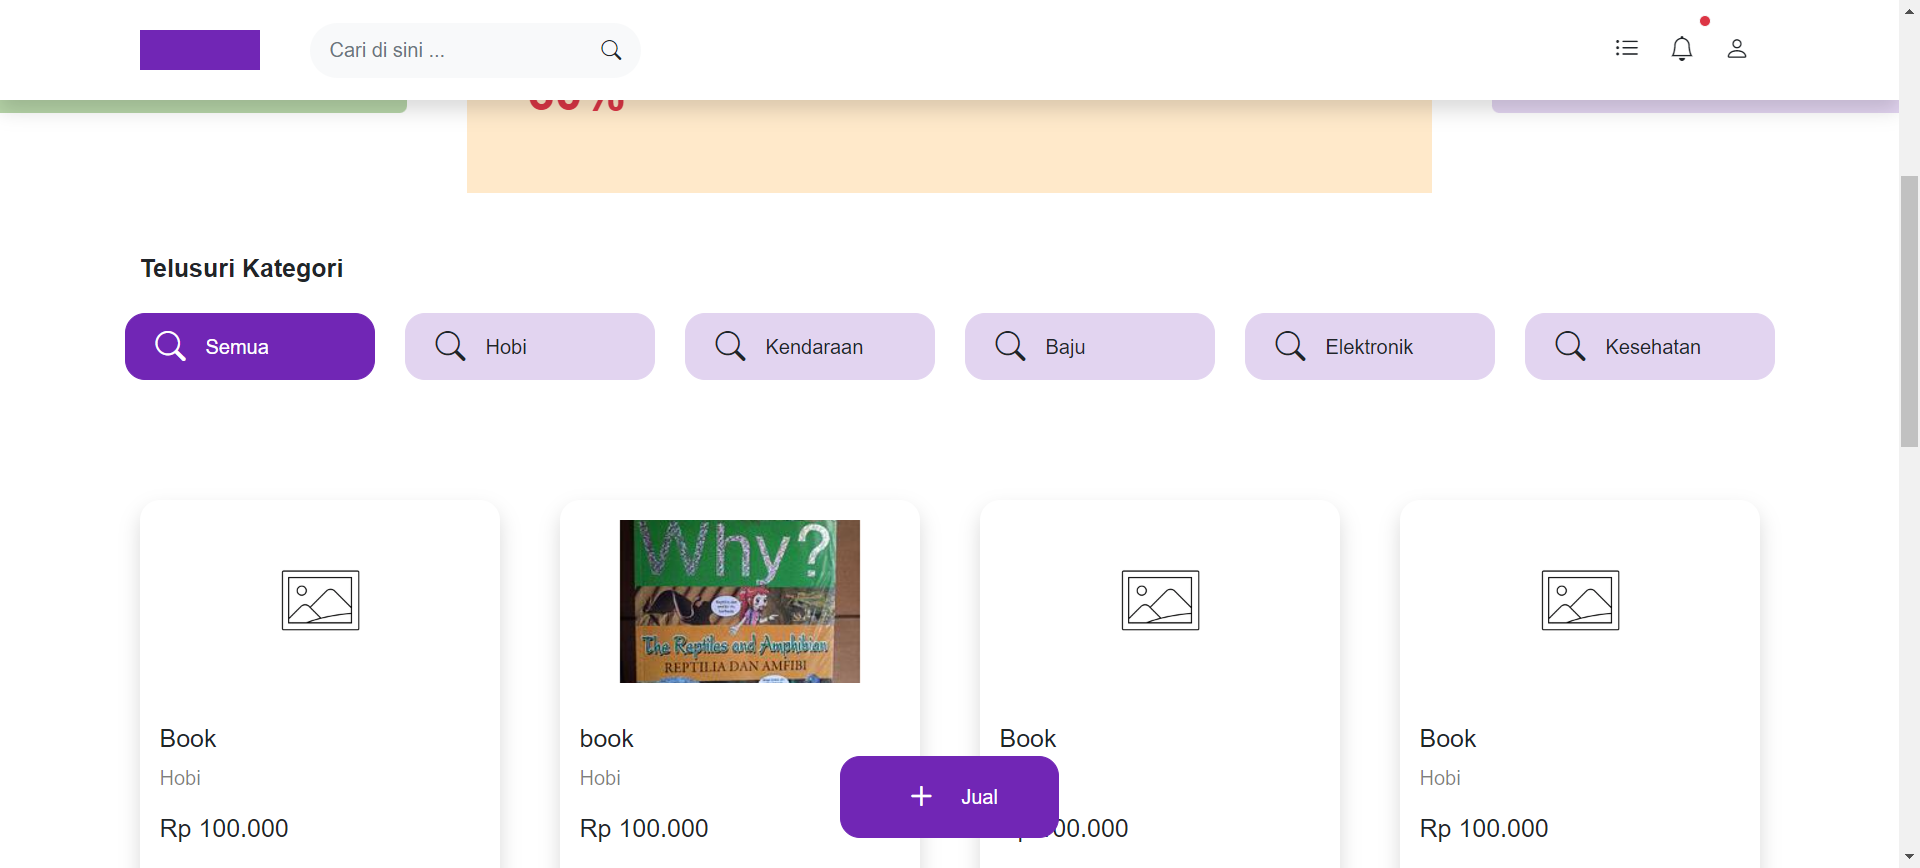 Cari di sini ...
Telusuri Kategori
Semua
Hobi
Kendaraan
Baju
Elektronik
Kesehatan
Why?
The Reptiles and Amphibian
REPTILIA DAN AMFIBI
Book
Hobi
Rp 100.000
book
Hobi
Rp 100.000
Book
00.000
Book
Hobi
Rp 100.000
+ Jual